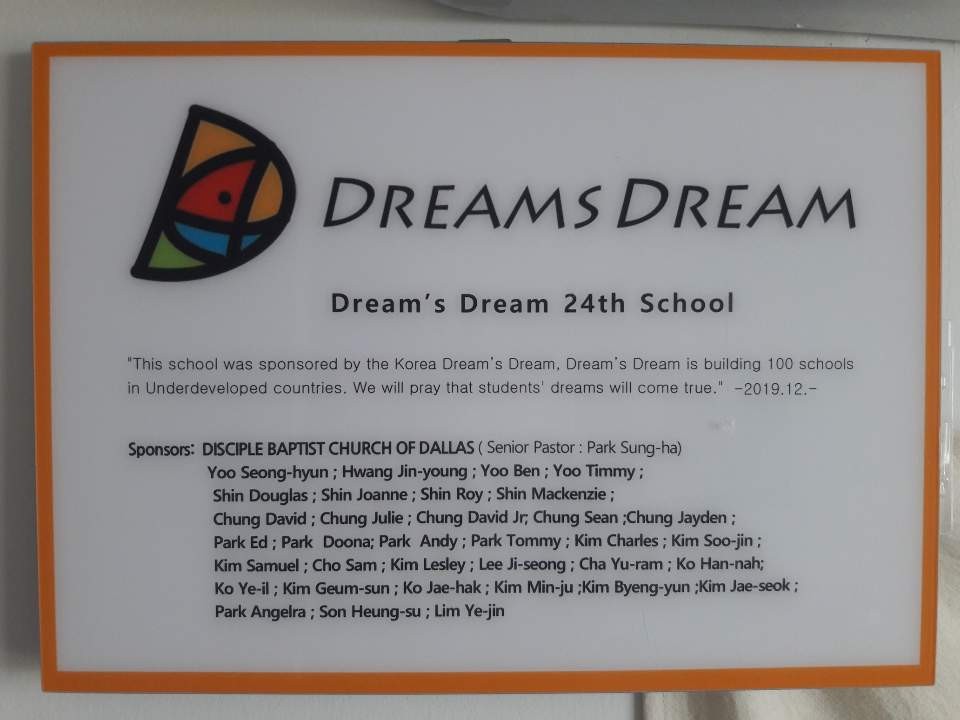 DREAMS DREAM
Dream's Dream 24th School
"This school was sponsored by the Korea Dream's Dream, Dream's Dream is building 100 schools
in Underdeveloped countries. We will pray that students' dreams will come true." -2019.12.-
Sponsors: DISCIPLE BAPTIST CHURCH OF DALLAS ( Senior Pastor : Park Sung-ha)
Yoo Seong-hyun ; Hwang Jin-young ; Yoo Ben ; Yoo Timmy ;
Shin Douglas ; Shin Joanne ; Shin Roy ; Shin Mackenzie ;
Chung David ; Chung Julie ; Chung David Jr; Chung Sean ;Chung Jayden ;
Park Ed ; Park Doona; Park Andy ; Park Tommy ; Kim Charles ; Kim Soo-jin ;
Kim Samuel ; Cho Sam ; Kim Lesley ; Lee Ji-seong ; Cha Yu-ram ; Ko Han-nah;
Ko Ye-il ; Kim Geum-sun ; Ko Jae-hak ; Kim Min-ju ;Kim Byeng-yun ;Kim Jae-seok ;
Park Angelra ; Son Heung-su ; Lim Ye-jin